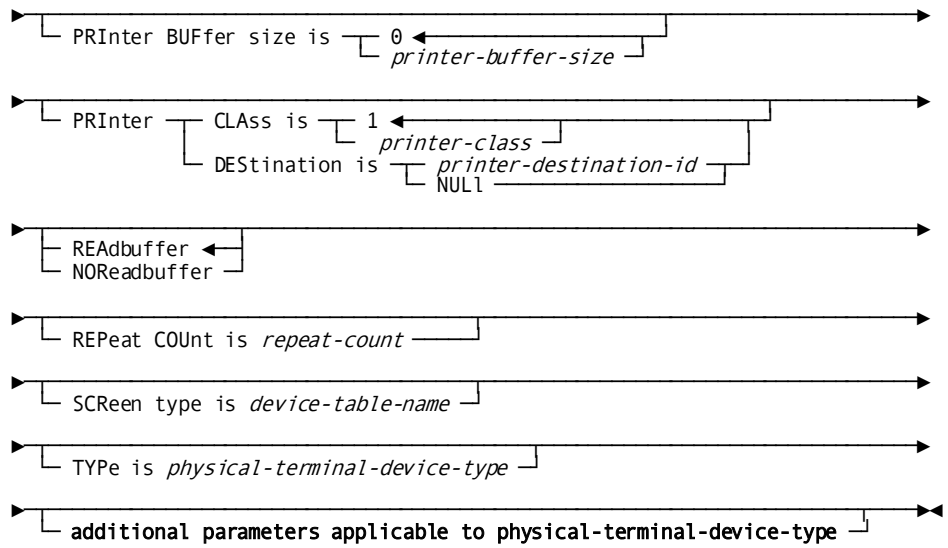 PRInter BUFfer size is 0
printer-buffer-size
PRInter CLAss is 1
printer-class
DEStination is printer-destination-id
NULl
REAdbuffer
NOReadbuffer
REPeat COUnt is repeat-count
SCReen type is device-table-name
TYPe is physical-terminal-device-type
additional parameters applicable to physical-terminal-device-type